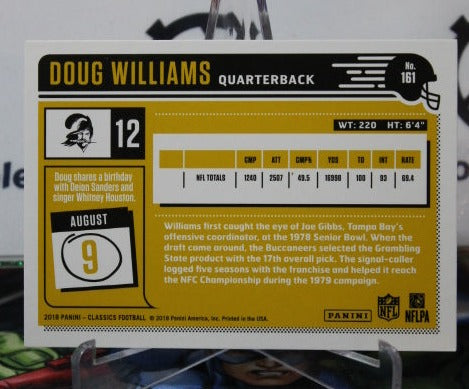 DOUG WILLIAMS QUARTERBACK
No.
161
WT: 220 HT: 6'4"
12
CMP ATT CMP% YDS TD INT RATE
NFL TOTALS 1240 2507 49.5 16998 100 93 69.4
Doug shares a birthday
with Deion Sanders and
singer Whitney Houston.
AUGUST
9
Williams first caught the eye of Joe Gibbs, Tampa Bay's
offensive coordinator, at the 1978 Senior Bowl. When the
draft came around, the Buccaneers selected the Grambling
State product with the 17th overall pick. The signal-caller
logged five seasons with the franchise and helped it reach
the NFC Championship during the 1979 campaign.
2018 PANINI – CLASSICS FOOTBALL © 2018 Panini America, Inc. Printed in the USA.
PANINI
NFL
NFLPA